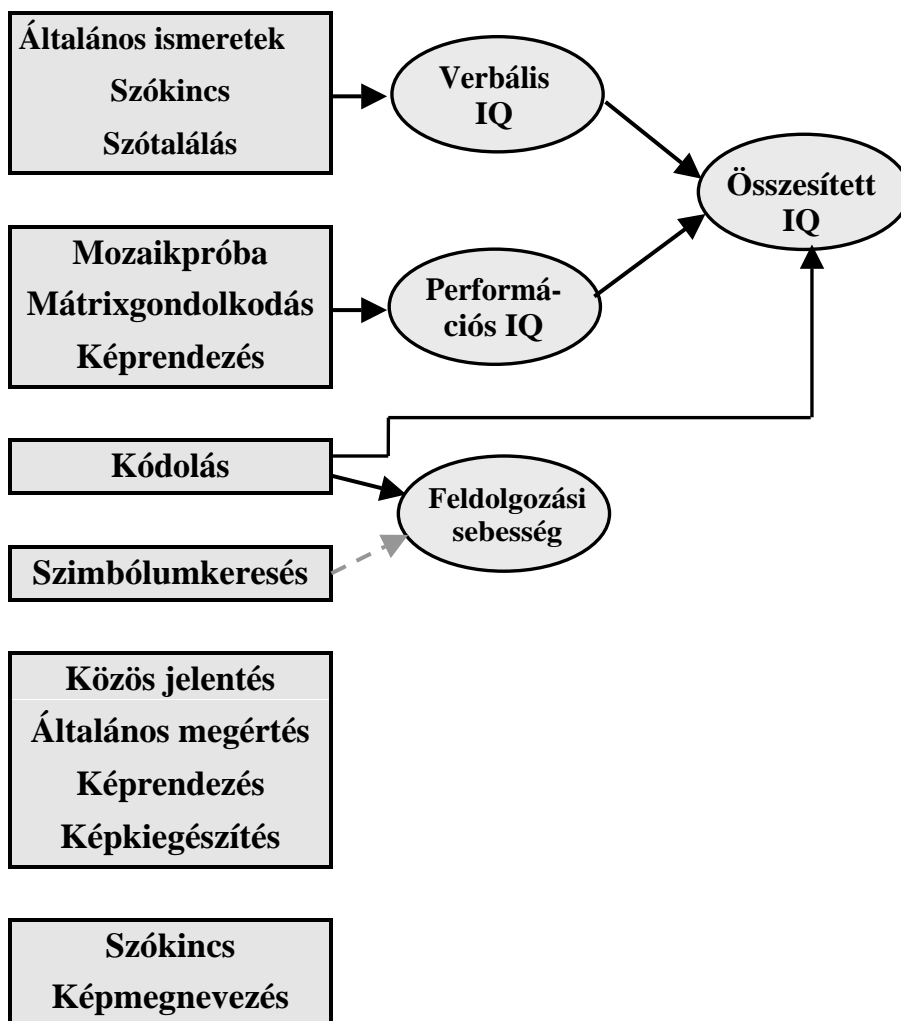 Általános ismeretek
Szókincs
Szótalálás
Verbális
IQ
Összesített
IQ
Mozaikpróba
Mátrixgondolkodás
Képrendezés
Performá-
ciós IQ
Kódolás
Feldolgozási
sebesség
Szimbólumkeresés
Közös jelentés
Általános megértés
Képrendezés
Képkiegészítés
Szókincs
Képmegnevezés